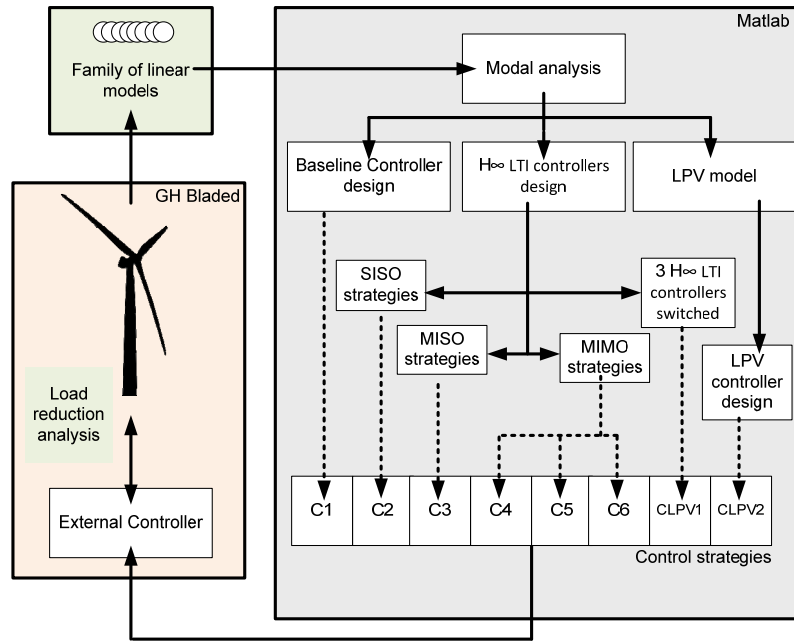 Matlab
Family of linear
models
Modal analysis
Baseline Controller
design
H∞ LTI controllers
design
LPV model
GH Bladed
SISO
strategies
3 H∞ LTI
controllers
switched
MISO
strategies
MIMO
strategies
LPV
controller
design
Load
reduction
analysis
External Controller
C1
C2
C3
C4
C5
C6
CLPV1
CLPV2
Control strategies